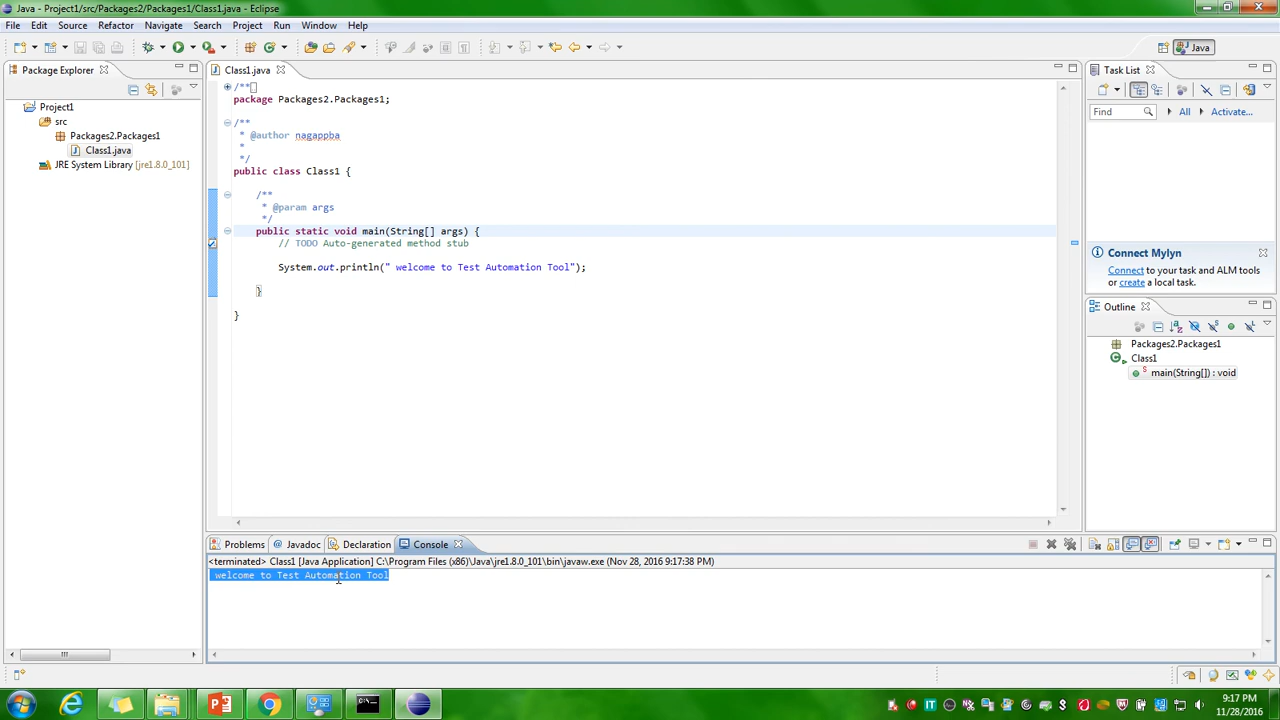 Java - Project1/src/Packages2/Packages1/Class1.java - Eclipse
File Edit Source Refactor Navigate Search Project Run Window Help
Java
Package Explorer
Project1
src
Packages2.Packages1
Class1.java
JRE System Library [jre1.8.0_101]
Class1.java
/**
package Packages2.Packages1;
/**
* @author nagappba
*
*/
public class Class1 {
/**
* @param args
*/
public static void main(String[] args) {
// TODO Auto-generated method stub
System.out.println(" welcome to Test Automation Tool");
}
}
Task List
Find All Activate...
Connect Mylyn
Connect to your task and ALM tools
or create a local task.
Outline
Packages2.Packages1
Class1
main(String[]) : void
Problems @ Javadoc Declaration Console
<terminated> Class1 [Java Application] C:\Program Files (x86)\Java\jre1.8.0_101\bin\javaw.exe (Nov 28, 2016 9:17:38 PM)
welcome to Test Automation Tool
9:17 PM
11/28/2016